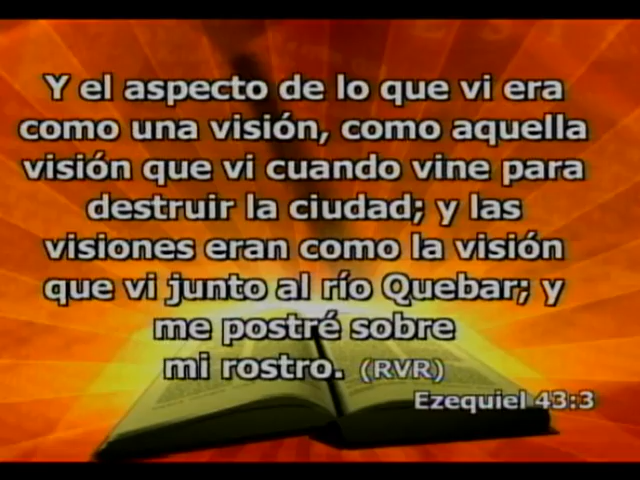 Y el aspecto de lo que vi era
como una visión, como aquella
visión que vi cuando vine para
destruir la ciudad; y las
visiones eran como la visión
que vi junto al río Quebar; y
me postré sobre
mi rostro. (RVR)
Ezequiel 43:3